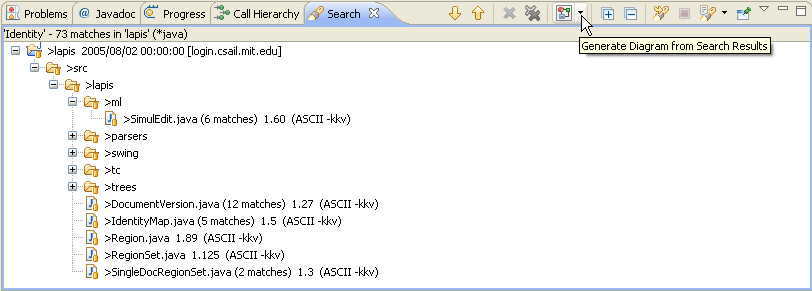 Problems @ Javadoc Progress Call Hierarchy Search
'Identity' - 73 matches in 'lapis' (*java)
Generate Diagram from Search Results
>lapis 2005/08/02 00:00:00 [login.csail.mit.edu]
>src
>lapis
>ml
>SimulEdit.java (6 matches) 1.60 (ASCII -kkv)
>parsers
>swing
>tc
>trees
>DocumentVersion.java (12 matches) 1.27 (ASCII -kkv)
>IdentityMap.java (5 matches) 1.5 (ASCII -kkv)
>Region.java 1.89 (ASCII -kkv)
>RegionSet.java 1.125 (ASCII -kkv)
>SingleDocRegionSet.java (2 matches) 1.3 (ASCII -kkv)